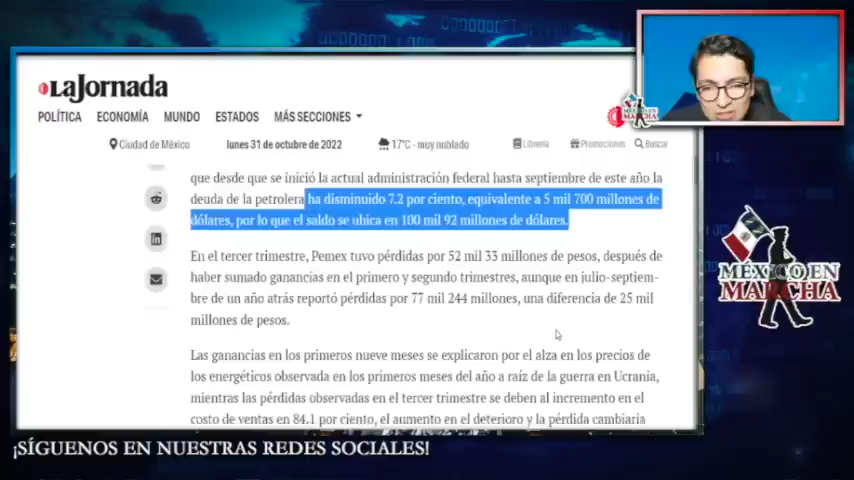 LaJornada
POLÍTICA ECONOMÍA MUNDO ESTADOS MÁS SECCIONES
Ciudad de México lunes 31 de octubre de 2022 17°C - muy nublado Librería Promociones Buscar
que desde que se inició la actual administración federal hasta septiembre de este año la
deuda de la petrolera ha disminuido 7.2 por ciento, equivalente a 5 mil 700 millones de
dólares, por lo que el saldo se ubica en 100 mil 92 millones de dólares.
En el tercer trimestre, Pemex tuvo pérdidas por 52 mil 33 millones de pesos, después de
haber sumado ganancias en el primero y segundo trimestres, aunque en julio-septiem-
bre de un año atrás reportó pérdidas por 77 mil 244 millones, una diferencia de 25 mil
millones de pesos.
Las ganancias en los primeros nueve meses se explicaron por el alza en los precios de
los energéticos observada en los primeros meses del año a raíz de la guerra en Ucrania,
mientras las pérdidas observadas en el tercer trimestre se deben al incremento en el
costo de ventas en 84.1 por ciento, el aumento en el deterioro y la pérdida cambiaria
MÉXICO EN
MARCHA
MÉXICO EN
MARCHA
¡SÍGUENOS EN NUESTRAS REDES SOCIALES!